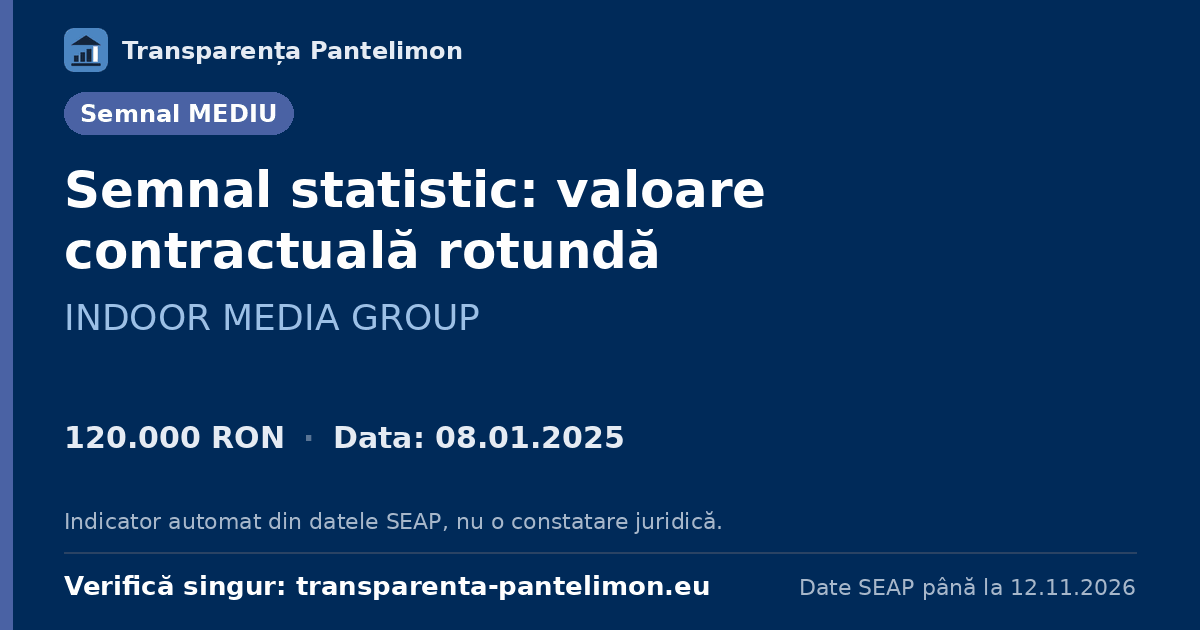 Transparența Pantelimon
Semnal MEDIU
Semnal statistic: valoare
contractuală rotundă
INDOOR MEDIA GROUP
120.000 RON · Data: 08.01.2025
Indicator automat din datele SEAP, nu o constatare juridică.
Verifică singur: transparenta-pantelimon.eu
Date SEAP până la 12.11.2026